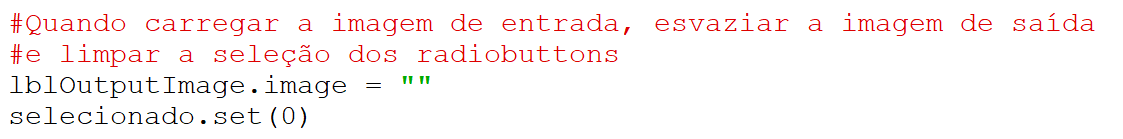 #Quando carregar a imagem de entrada, esvaziar a imagem de saída
#e limpar a seleção dos radiobuttons
lblOutputImage.image = ""
selecionado.set(0)